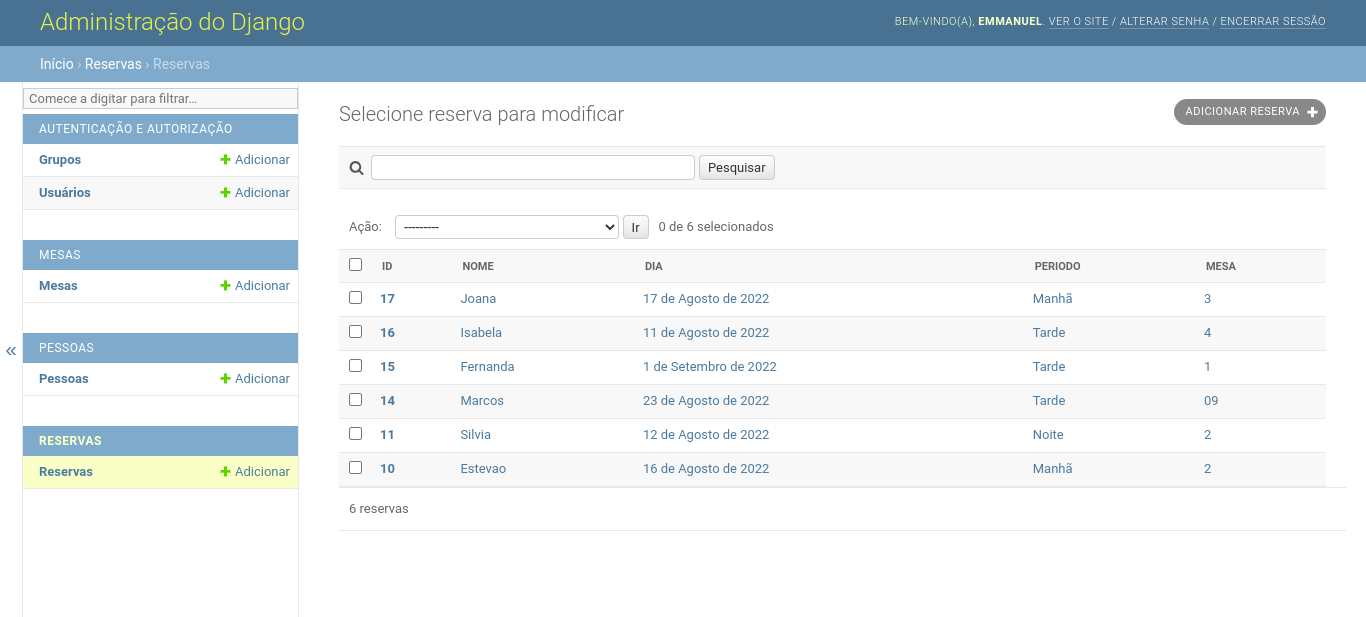 Administração do Django
BEM-VINDO(A), EMMANUEL. VER O SITE / ALTERAR SENHA / ENCERRAR SESSÃO
Início › Reservas › Reservas
Comece a digitar para filtrar...
AUTENTICAÇÃO E AUTORIZAÇÃO
Grupos Adicionar
Usuários Adicionar
MESAS
Mesas Adicionar
PESSOAS
Pessoas Adicionar
RESERVAS
Reservas Adicionar
«
Selecione reserva para modificar
ADICIONAR RESERVA
Pesquisar
Ação: --------- Ir 0 de 6 selecionados
ID NOME DIA PERIODO MESA
17 Joana 17 de Agosto de 2022 Manhã 3
16 Isabela 11 de Agosto de 2022 Tarde 4
15 Fernanda 1 de Setembro de 2022 Tarde 1
14 Marcos 23 de Agosto de 2022 Tarde 09
11 Silvia 12 de Agosto de 2022 Noite 2
10 Estevao 16 de Agosto de 2022 Manhã 2
6 reservas